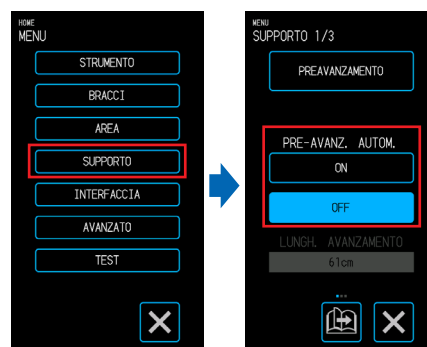 HOME
MENU
STRUMENTO
BRACCI
AREA
SUPPORTO
INTERFACCIA
AVANZATO
TEST
MENU
SUPPORTO 1/3
PREAVANZAMENTO
PRE-AVANZ. AUTOM.
ON
OFF
LUNGH. AVANZAMENTO
61cm